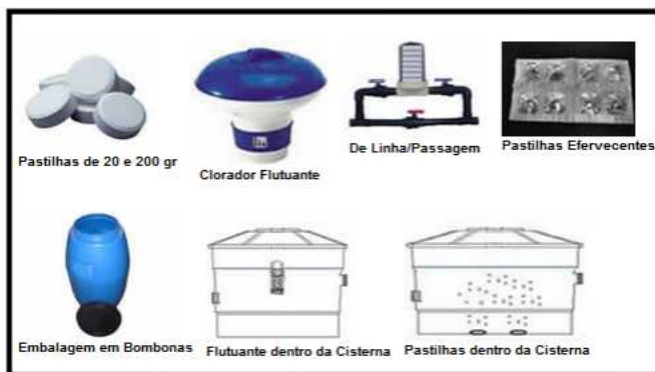 Pastilhas de 20 e 200 gr
Clorador Flutuante
De Linha/Passagem
Pastilhas Efervecentes
Embalagem em Bombonas
Flutuante dentro da Cisterna
Pastilhas dentro da Cisterna